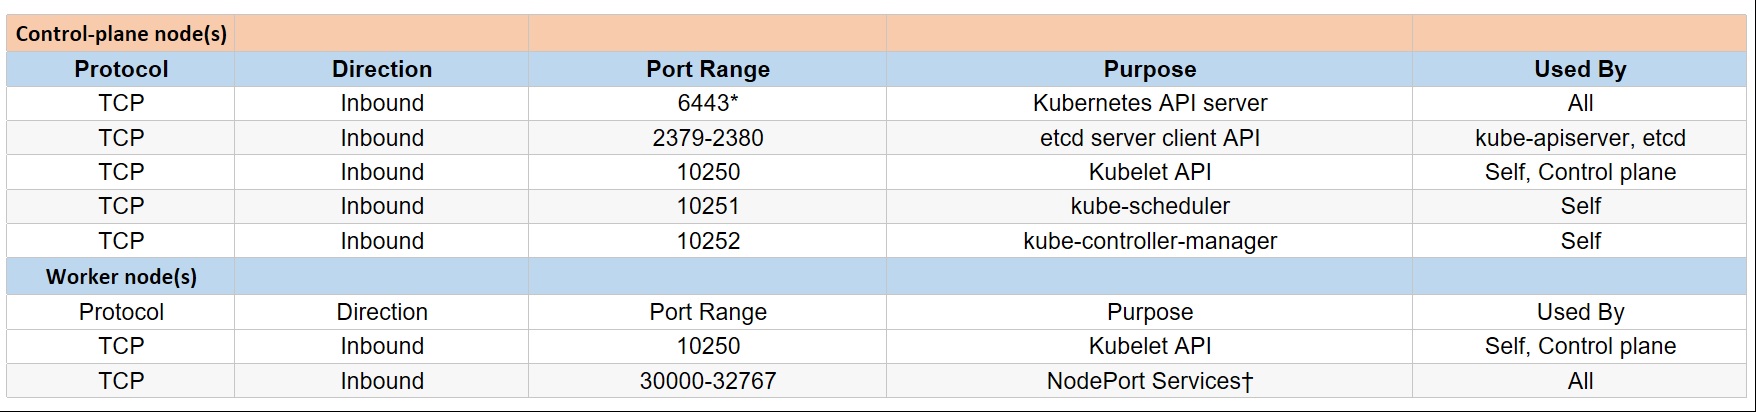 Control-plane node(s)
Protocol Direction Port Range Purpose Used By
TCP Inbound 6443* Kubernetes API server All
TCP Inbound 2379-2380 etcd server client API kube-apiserver, etcd
TCP Inbound 10250 Kubelet API Self, Control plane
TCP Inbound 10251 kube-scheduler Self
TCP Inbound 10252 kube-controller-manager Self
Worker node(s)
Protocol Direction Port Range Purpose Used By
TCP Inbound 10250 Kubelet API Self, Control plane
TCP Inbound 30000-32767 NodePort Services† All